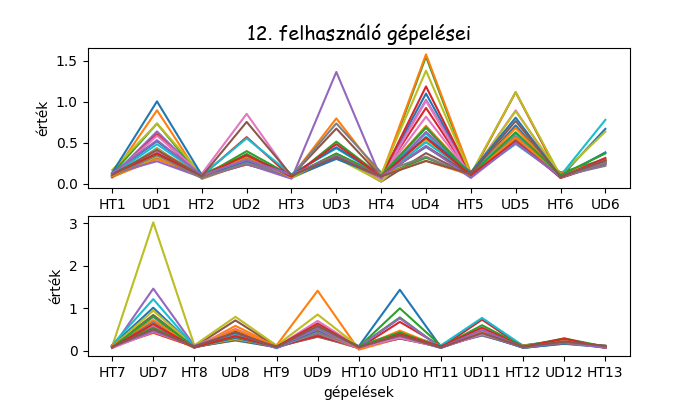 12. felhasználó gépelései
1.5
1.0
0.5
0.0
érték
HT1 UD1 HT2 UD2 HT3 UD3 HT4 UD4 HT5 UD5 HT6 UD6
3
2
1
0
érték
HT7 UD7 HT8 UD8 HT9 UD9 HT10 UD10 HT11 UD11 HT12 UD12 HT13
gépelések